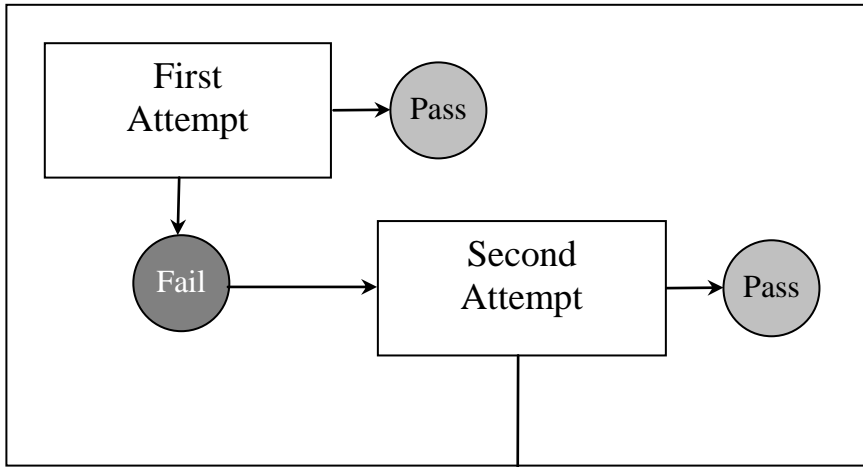 First
Attempt
Pass
Fail
Second
Attempt
Pass